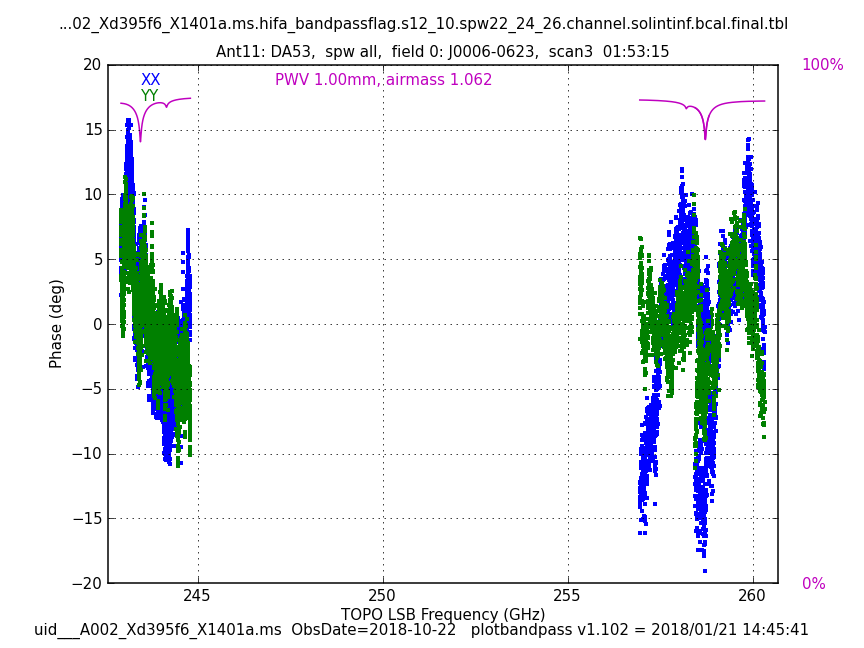 ...02_Xd395f6_X1401a.ms.hifa_bandpassflag.s12_10.spw22_24_26.channel.solintinf.bcal.final.tbl
Ant11: DA53,  spw all,  field 0: J0006-0623,  scan3  01:53:15
20
100%
XX
PWV 1.00mm, airmass 1.062
YY
15
10
5
0
Phase (deg)
−5
−10
−15
−20
0%
245
250
255
260
TOPO LSB Frequency (GHz)
uid___A002_Xd395f6_X1401a.ms  ObsDate=2018-10-22   plotbandpass v1.102 = 2018/01/21 14:45:41